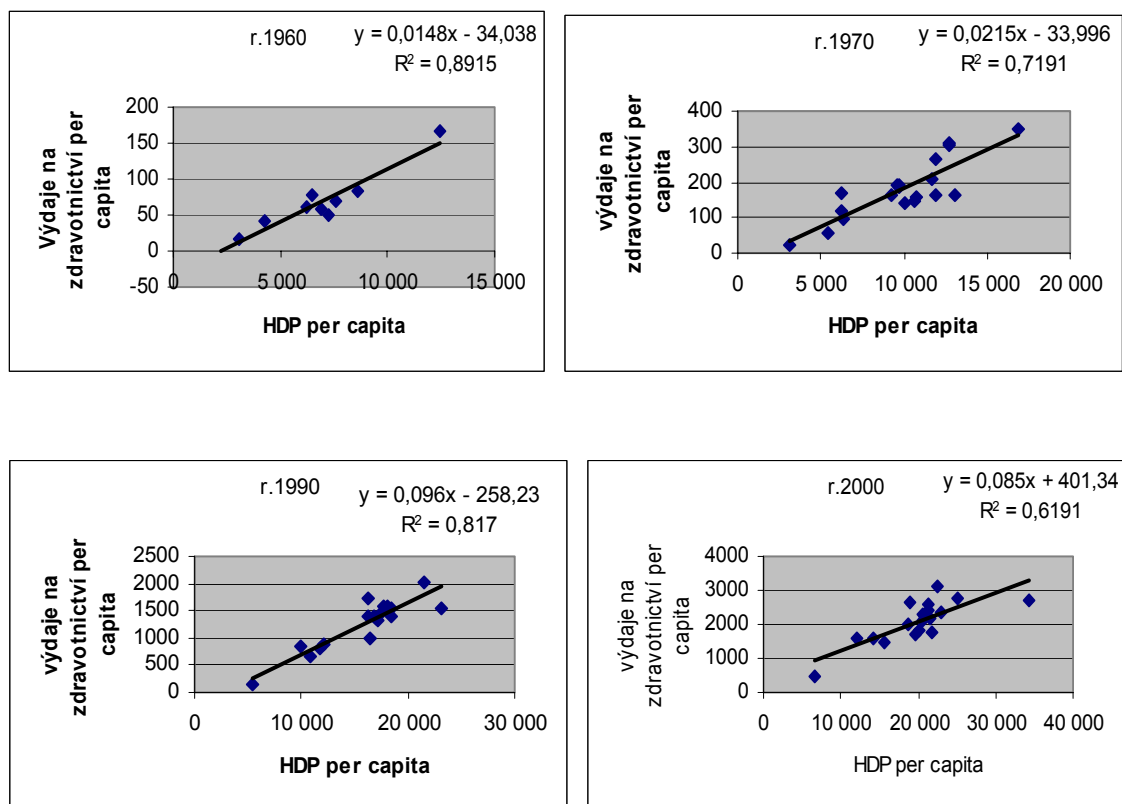 r.1960
y = 0,0148x - 34,038
R² = 0,8915
200
150
100
50
0
-50
0
5 000
10 000
15 000
Výdaje na
zdravotnictví per
capita
HDP per capita
r.1970
y = 0,0215x - 33,996
R² = 0,7191
400
300
200
100
0
0
5 000
10 000
15 000
20 000
výdaje na
zdravotnictví per
capita
HDP per capita
r.1990
y = 0,096x - 258,23
R² = 0,817
2500
2000
1500
1000
500
0
0
10 000
20 000
30 000
výdaje na
zdravotnictví per
capita
HDP per capita
r.2000
y = 0,085x + 401,34
R² = 0,6191
4000
3000
2000
1000
0
0
10 000
20 000
30 000
40 000
výdaje na
zdravotnictví per
capita
HDP per capita